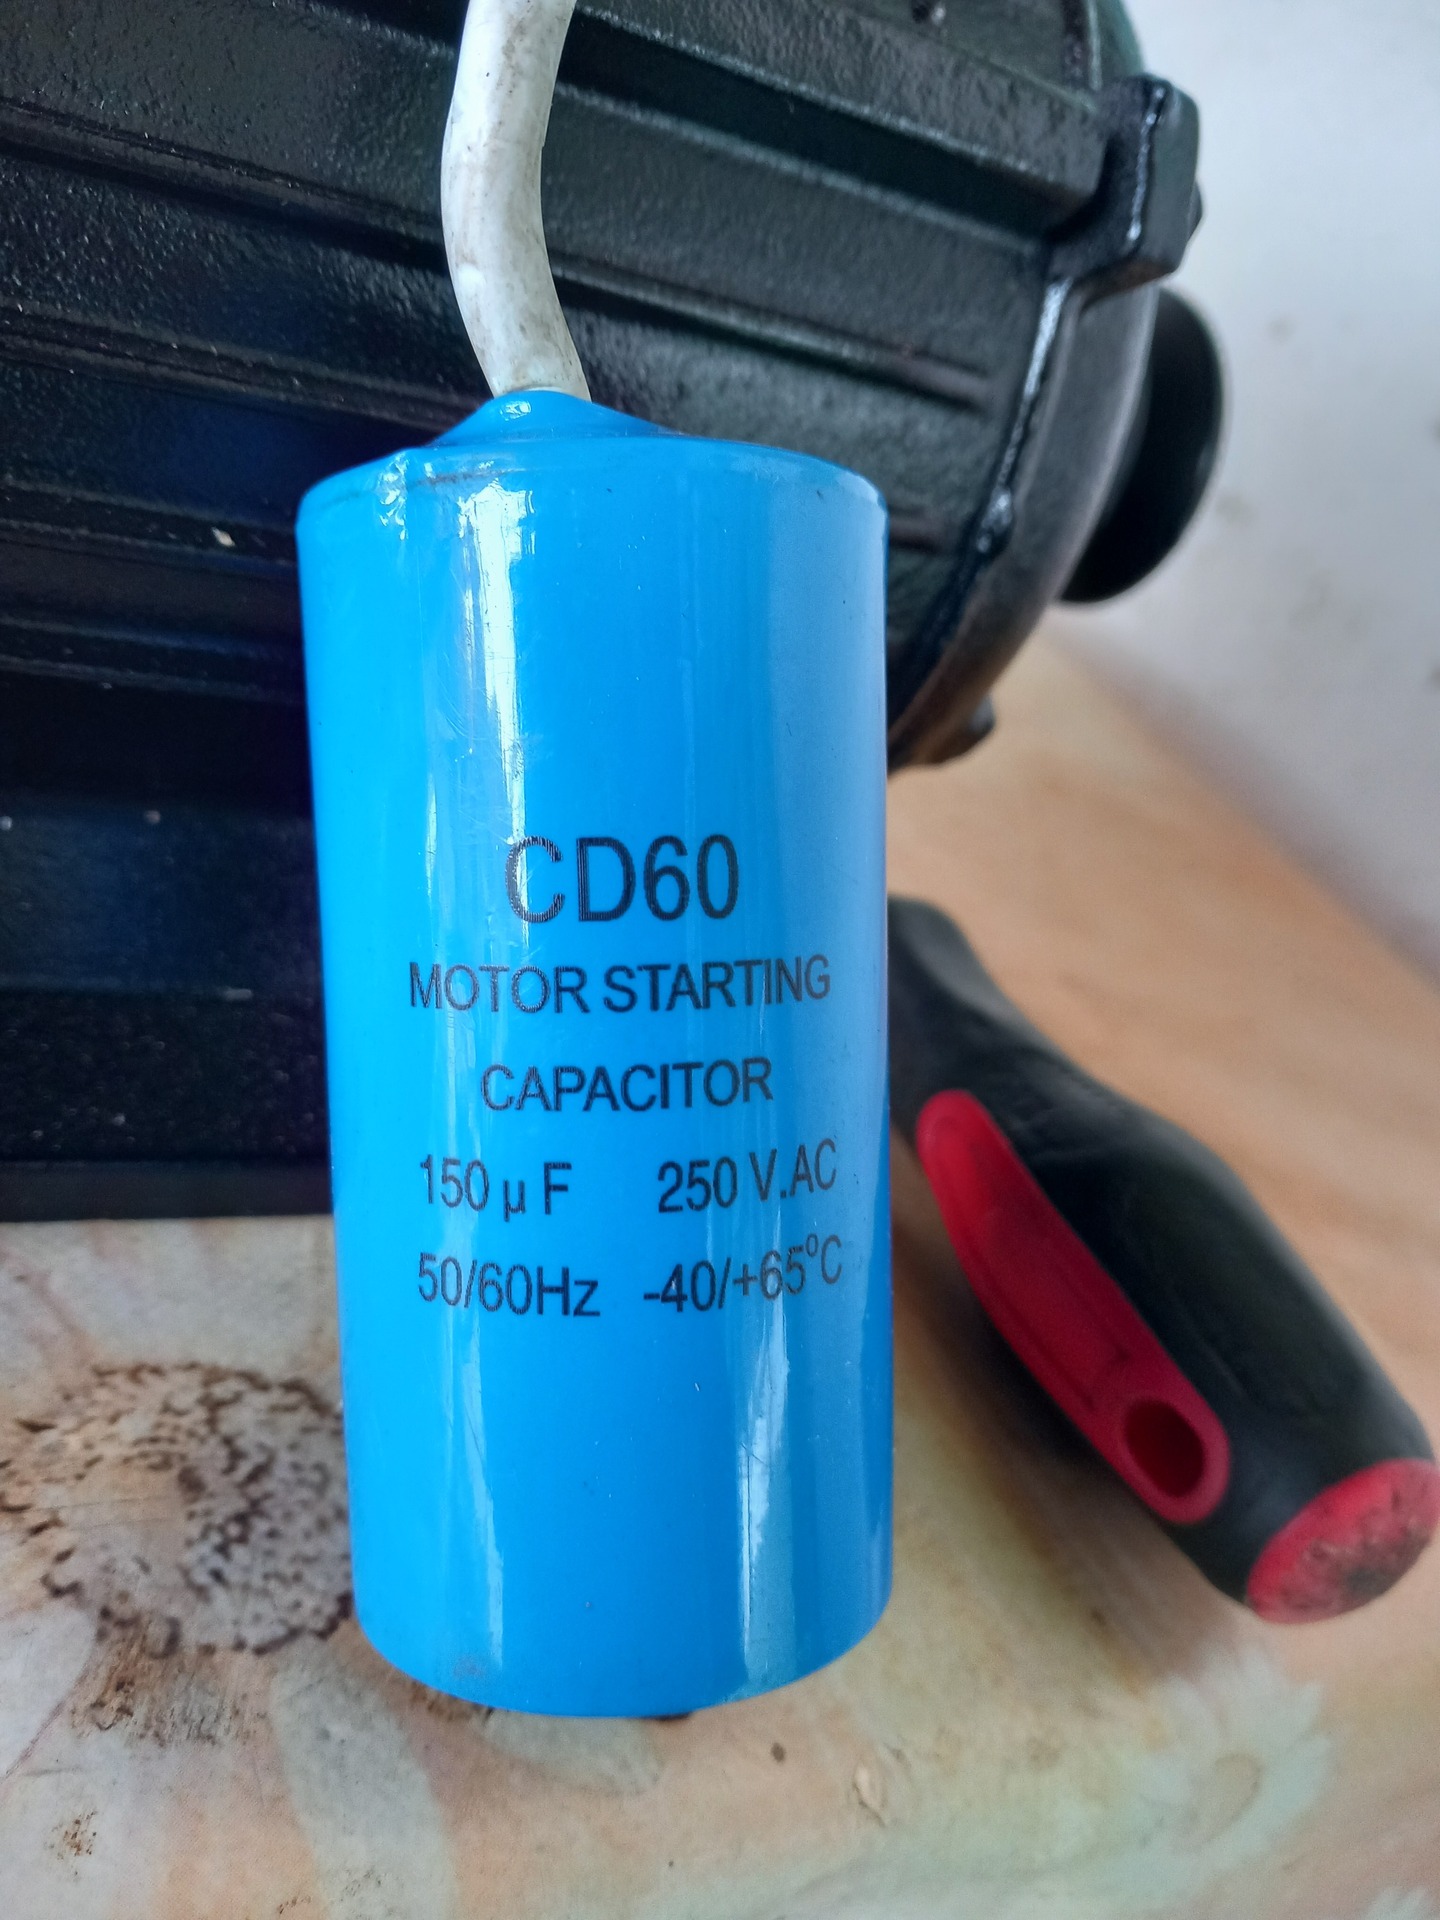 CD60
MOTOR STARTING
CAPACITOR
150 μF 250 V.AC
50/60Hz -40/+65°C